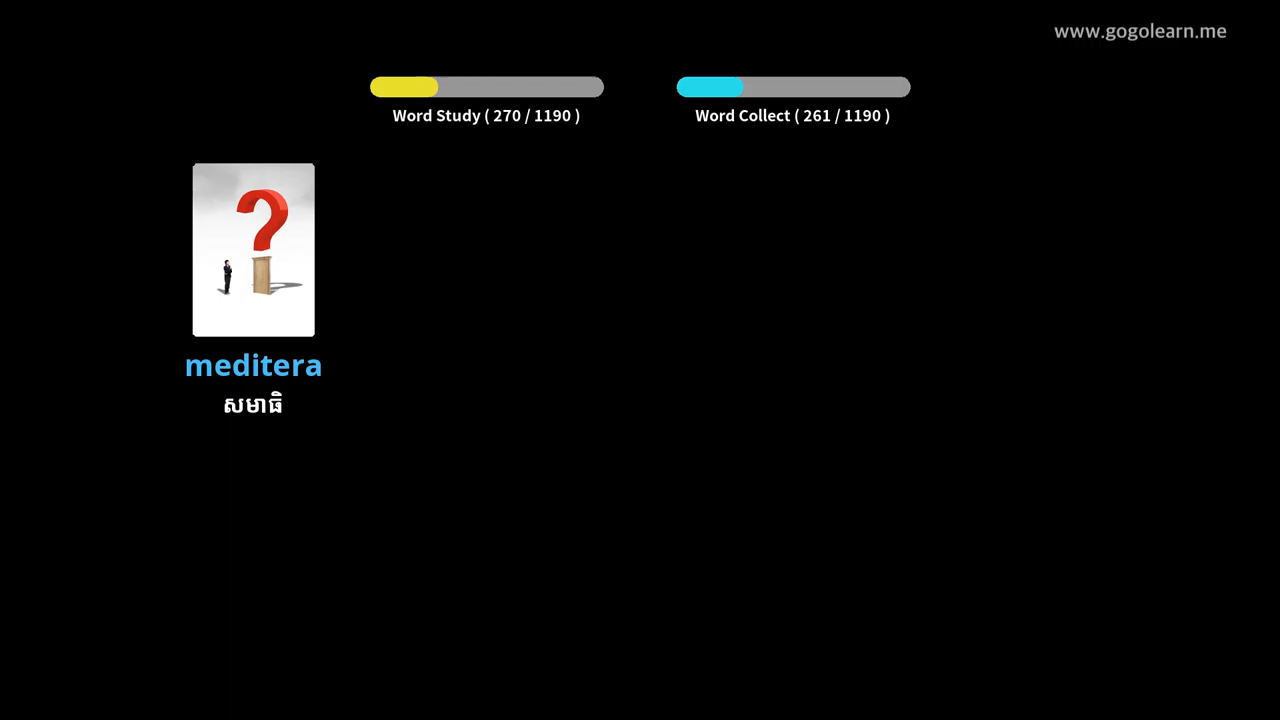 www.gogolearn.me
Word Study ( 270 / 1190 )
Word Collect ( 261 / 1190 )
meditera
សមាធិ